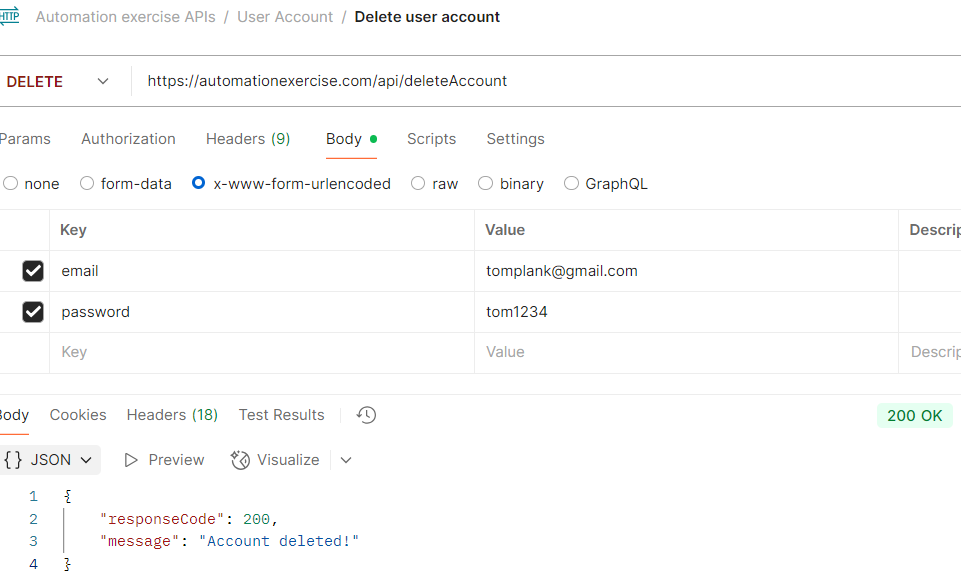 HTTP Automation exercise APIs / User Account / Delete user account
DELETE https://automationexercise.com/api/deleteAccount
Params Authorization Headers (9) Body Scripts Settings
none form-data x-www-form-urlencoded raw binary GraphQL
Key Value Descrip
email tomplank@gmail.com
password tom1234
Key Value Descrip
Body Cookies Headers (18) Test Results 200 OK
{} JSON Preview Visualize
1 {
2 "responseCode": 200,
3 "message": "Account deleted!"
4 }